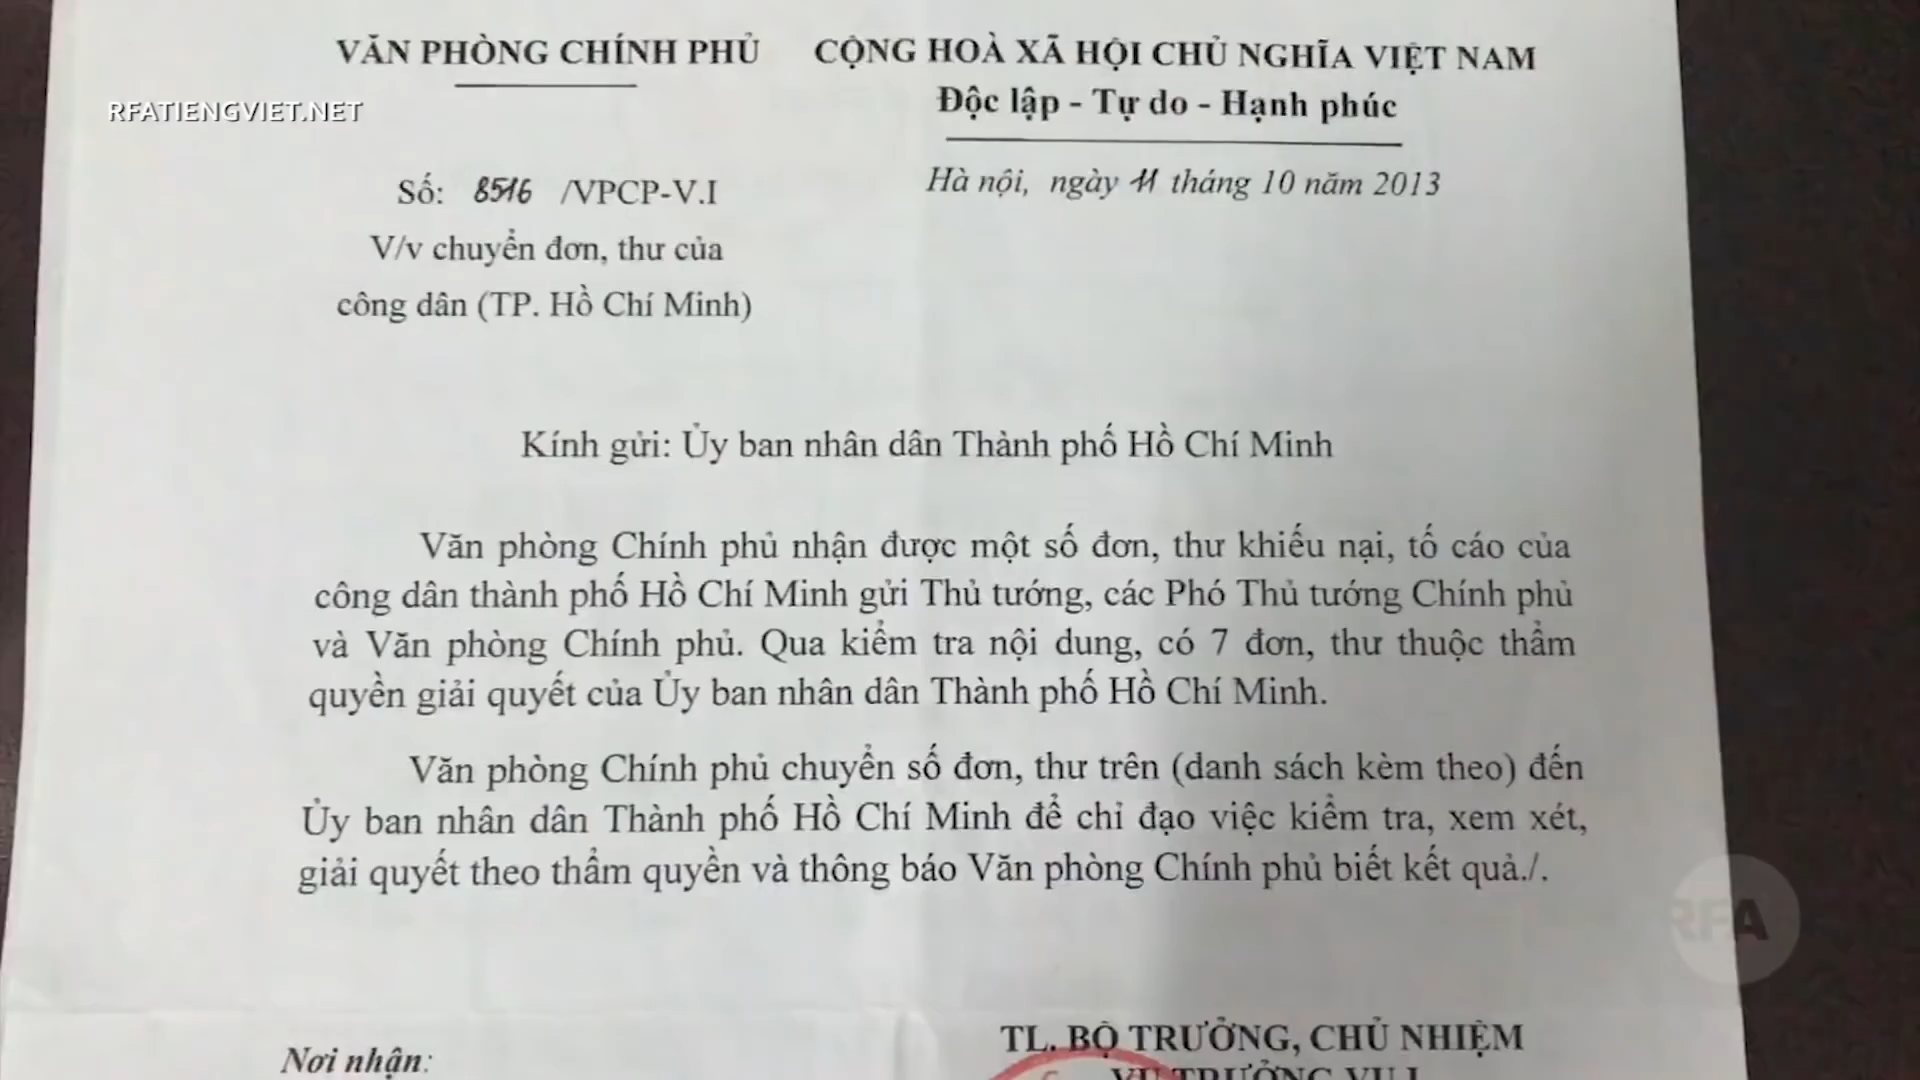 VĂN PHÒNG CHÍNH PHỦ
CỘNG HOÀ XÃ HỘI CHỦ NGHĨA VIỆT NAM
Độc lập - Tự do - Hạnh phúc
RFATIENGVIET.NET
Số: 8516 /VPCP-V.I
Hà nội, ngày 11 tháng 10 năm 2013
V/v chuyển đơn, thư của
công dân (TP. Hồ Chí Minh)
Kính gửi: Ủy ban nhân dân Thành phố Hồ Chí Minh
Văn phòng Chính phủ nhận được một số đơn, thư khiếu nại, tố cáo của
công dân thành phố Hồ Chí Minh gửi Thủ tướng, các Phó Thủ tướng Chính phủ
và Văn phòng Chính phủ. Qua kiểm tra nội dung, có 7 đơn, thư thuộc thẩm
quyền giải quyết của Ủy ban nhân dân Thành phố Hồ Chí Minh.
Văn phòng Chính phủ chuyển số đơn, thư trên (danh sách kèm theo) đến
Ủy ban nhân dân Thành phố Hồ Chí Minh để chỉ đạo việc kiểm tra, xem xét,
giải quyết theo thẩm quyền và thông báo Văn phòng Chính phủ biết kết quả./.
RFA
TL. BỘ TRƯỞNG, CHỦ NHIỆM
VỤ TRƯỞNG VỤ I
Nơi nhận: